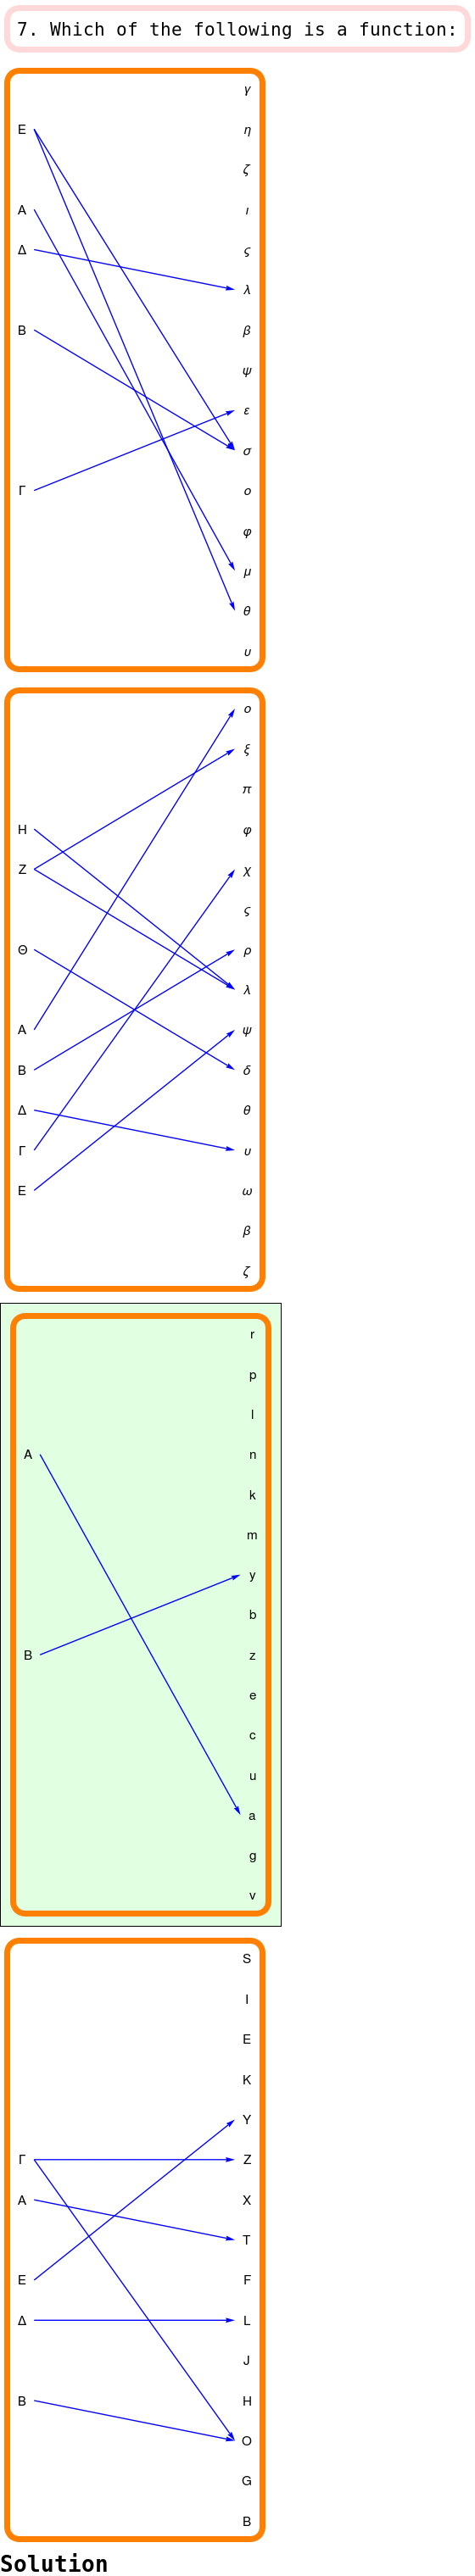 7. Which of the following is a function:
γ
Ε η
ζ
Α ι
Δ ς
λ
Β β
ψ
ε
σ
Γ ο
φ
μ
θ
υ
ο
ξ
π
Η φ
Ζ χ
ς
Θ ρ
λ
Α ψ
Β δ
Δ θ
Γ υ
Ε ω
β
ζ
r
p
l
A n
k
m
y
b
B z
e
c
u
a
g
v
S
I
E
K
Y
Γ Z
Α X
T
Ε F
Δ L
J
Β H
O
G
B
Solution